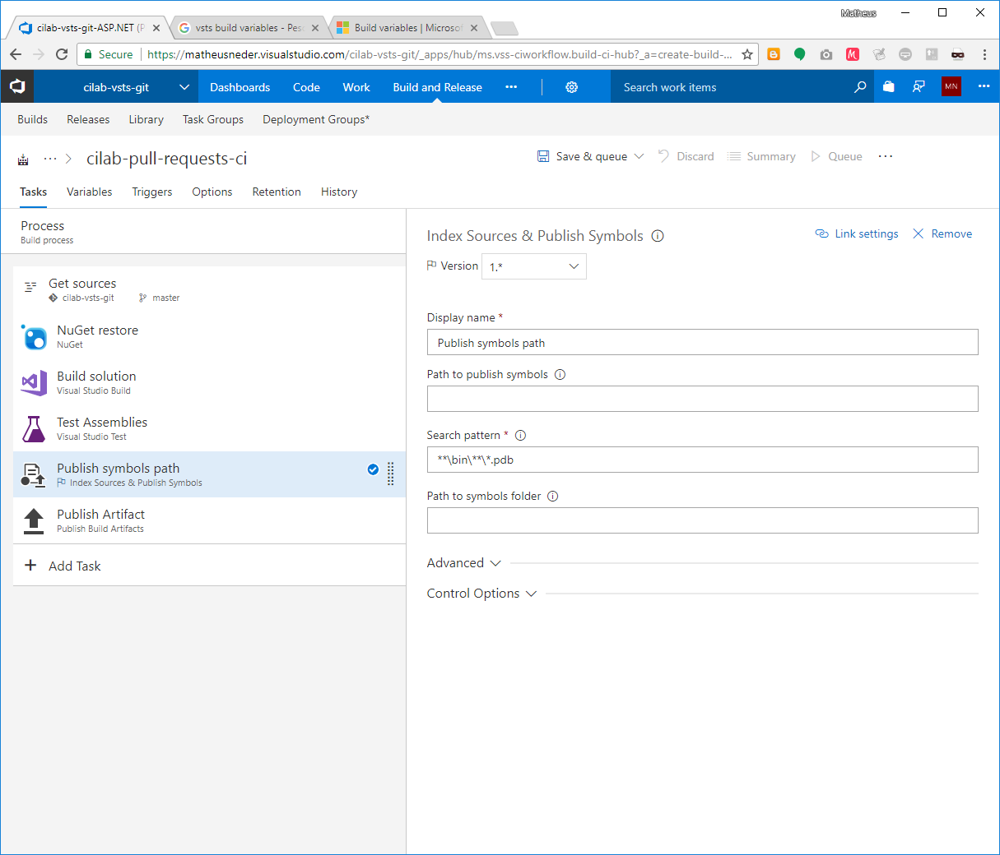 Matheus
cilab-vsts-git-ASP.NET (P
vsts build variables - Pes
Build variables | Microsof
Secure
https://matheusneder.visualstudio.com/cilab-vsts-git/_apps/hub/ms.vss-ciworkflow.build-ci-hub?_a=create-build-...
cilab-vsts-git
Dashboards
Code
Work
Build and Release
Search work items
MN
Builds
Releases
Library
Task Groups
Deployment Groups*
cilab-pull-requests-ci
Save & queue
Discard
Summary
Queue
Tasks
Variables
Triggers
Options
Retention
History
Process
Build process
Get sources
cilab-vsts-git
master
NuGet restore
NuGet
Build solution
Visual Studio Build
Test Assemblies
Visual Studio Test
Publish symbols path
Index Sources & Publish Symbols
Publish Artifact
Publish Build Artifacts
Add Task
Index Sources & Publish Symbols
Link settings
Remove
Version
1.*
Display name *
Publish symbols path
Path to publish symbols
Search pattern *
**\bin\**\*.pdb
Path to symbols folder
Advanced
Control Options